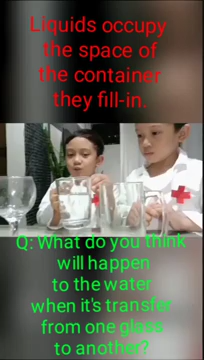 Liquids occupy
the space of
the container
they fill-in.
Q: What do you think
will happen
to the water
when it's transfer
from one glass
to another?